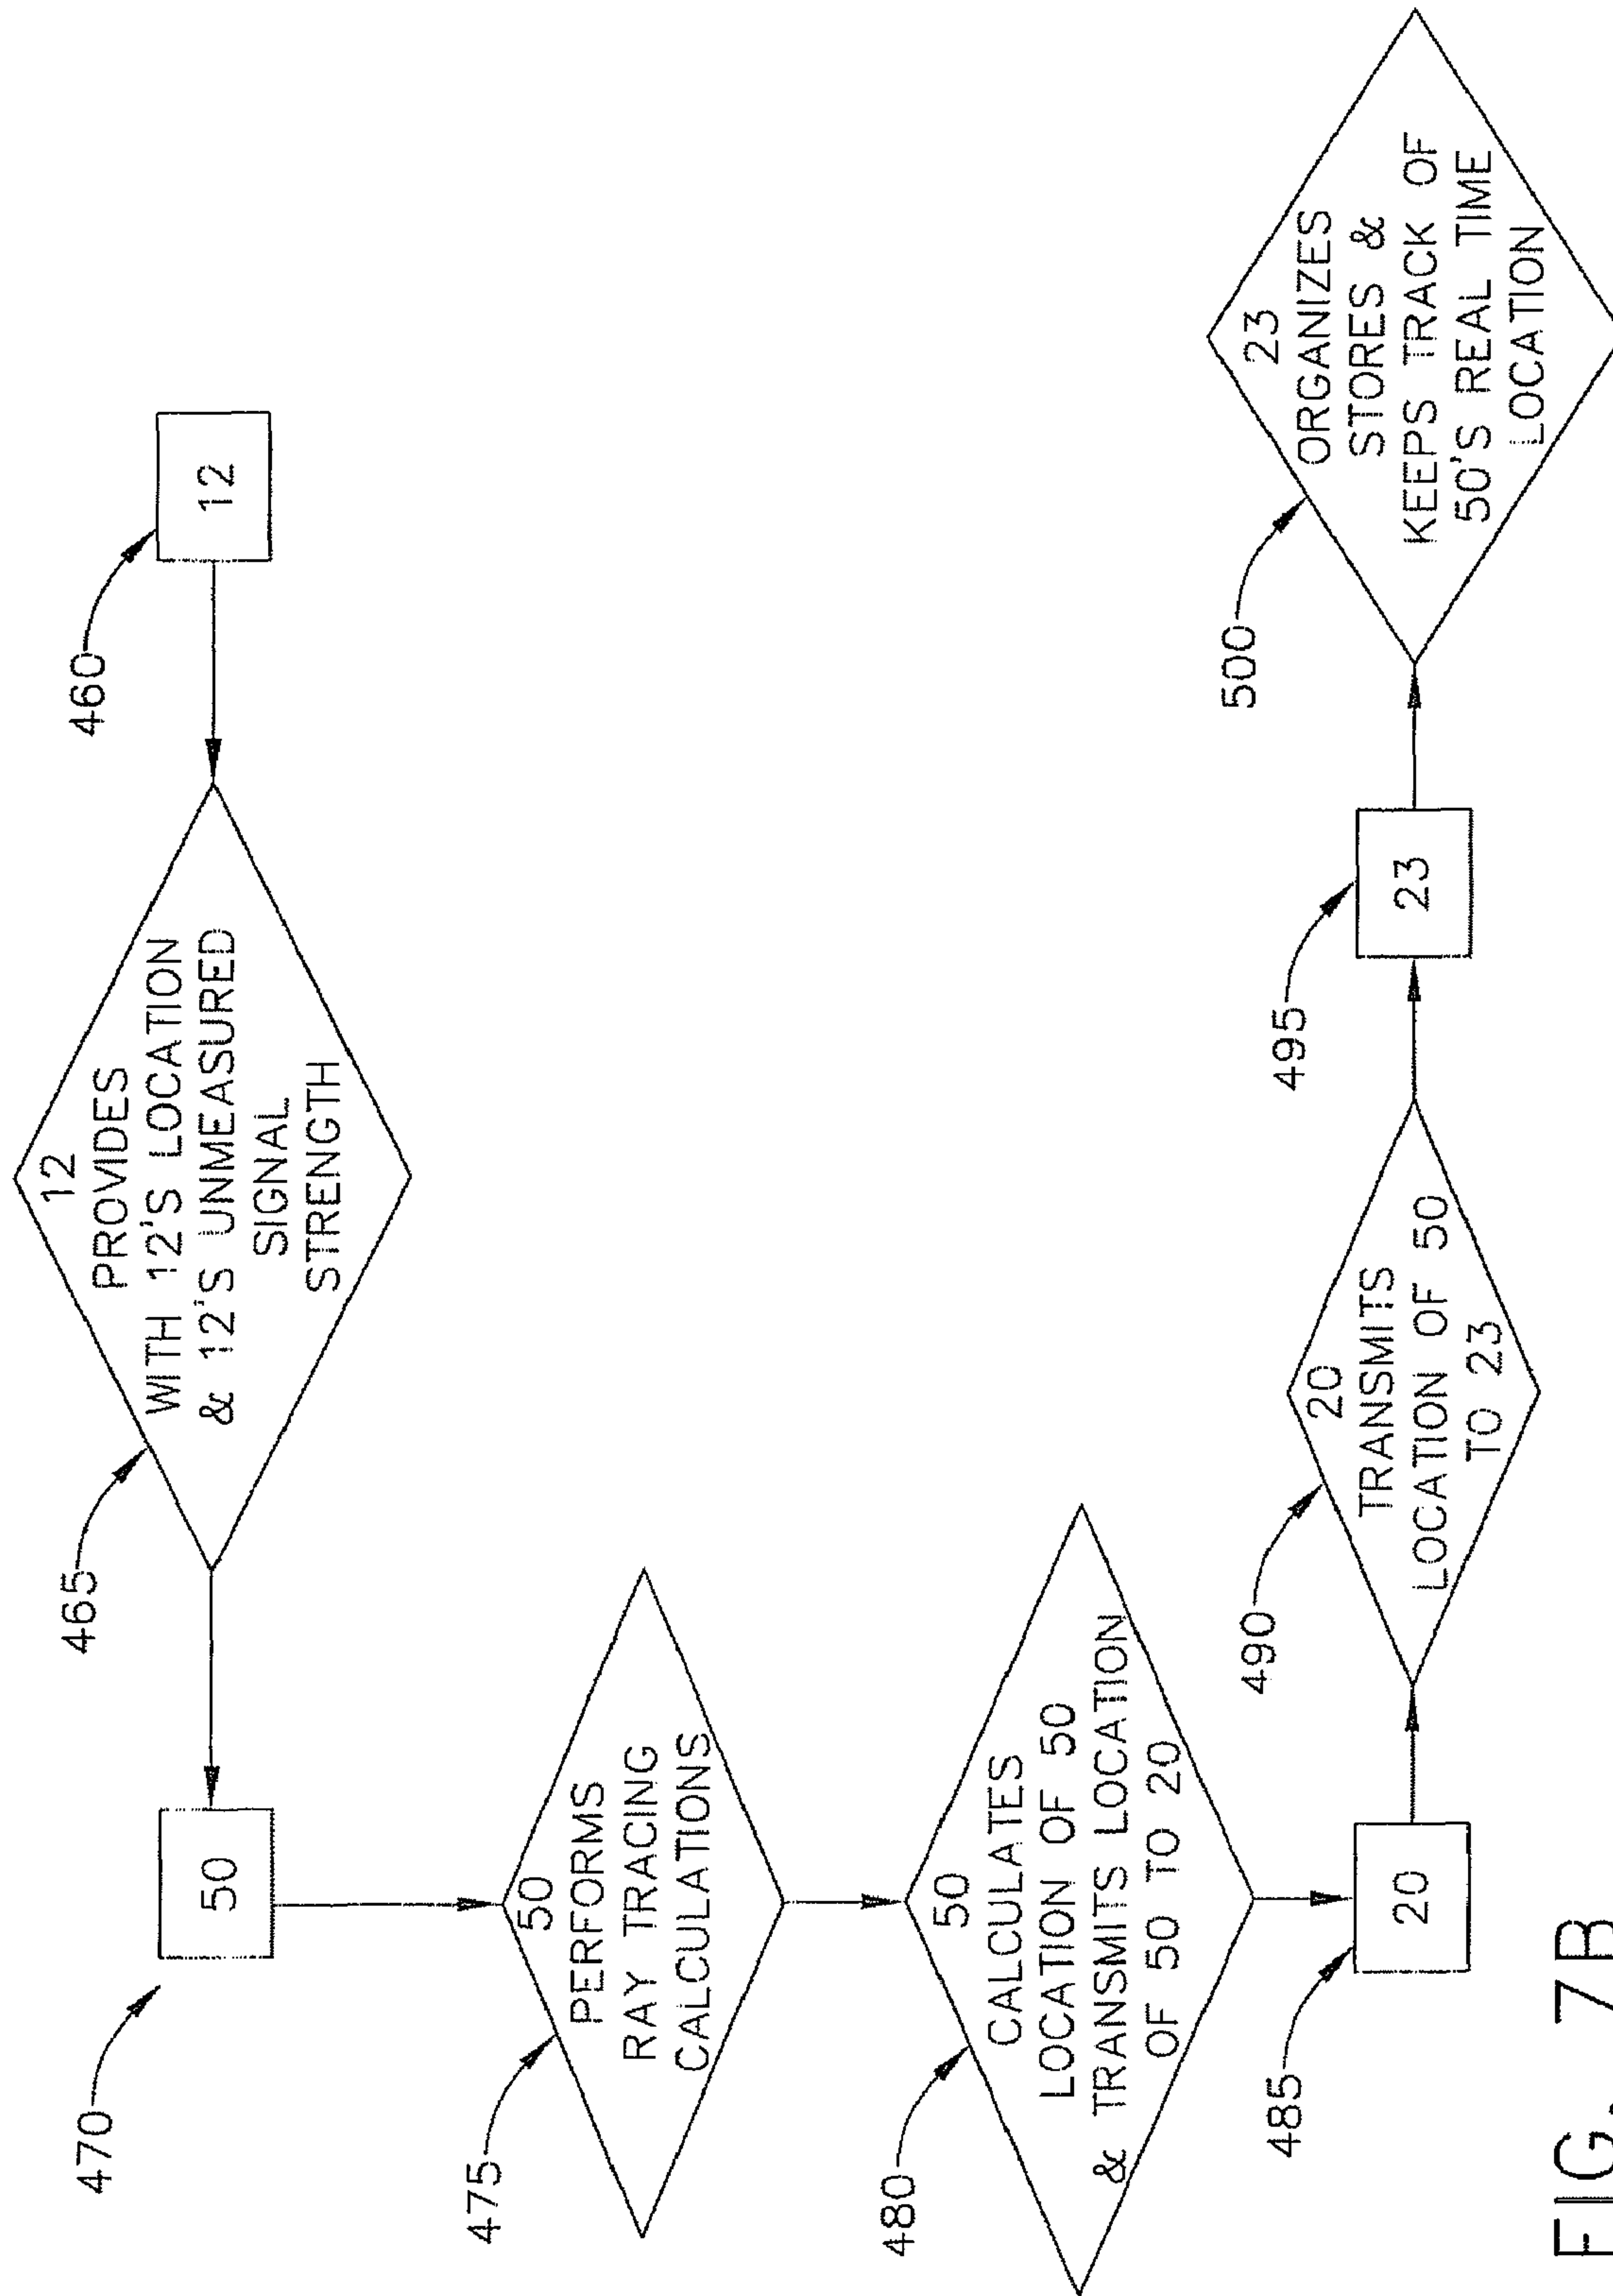 460
12
465
12
PROVIDES
WITH 12'S LOCATION
& 12'S UNMEASURED
SIGNAL
STRENGTH
470
50
475
50
PERFORMS
RAY TRACING
CALCULATIONS
480
50
CALCULATES
LOCATION OF 50
& TRANSMITS LOCATION
OF 50 TO 20
485
20
490
20
TRANSMITS
LOCATION OF 50
TO 23
495
23
500
23
ORGANIZES
STORES &
KEEPS TRACK OF
50'S REAL TIME
LOCATION
FIG. 7B